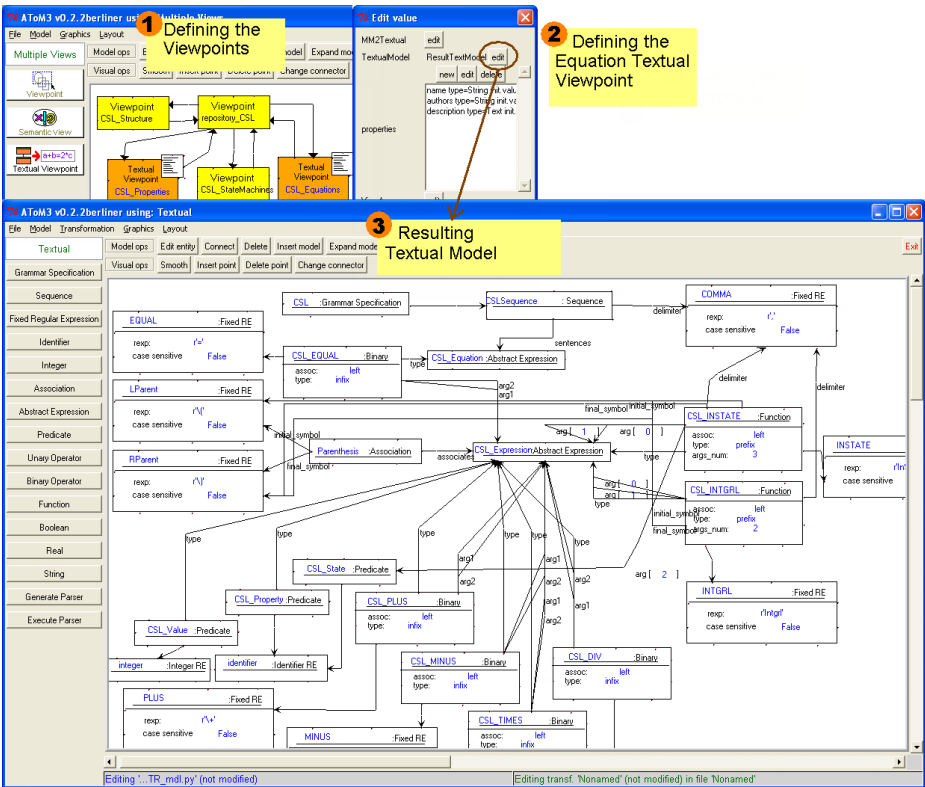 AToM3 v0.2.2berliner using: Multiple Views
File Model Graphics Layout
Multiple Views
Model ops
Expand mo
Visual ops Smooth Insert point Delete point Change connector
Viewpoint
Semantic view
a+b=2*c
Textual Viewpoint
1
Defining the
Viewpoints
Viewpoint
CSL_Structure
Viewpoint
repository_CSL
Textual
Viewpoint
CSL_Properties
Viewpoint
CSL_StateMachines
Textual
Viewpoint
CSL_Equations
Edit value
MM2Textual edit
TextualModel ResultTextModel edit
new edit delete
name type=String init.valu
authors type=String init.va
description type=Text init.
properties
2
Defining the
Equation Textual
Viewpoint
AToM3 v0.2.2berliner using: Textual
File Model Transformation Graphics Layout
3
Resulting
Textual Model
Textual
Model ops Edit entity Connect Delete Insert model Expand mode
Exit
Visual ops Smooth Insert point Delete point Change connector
Grammar Specification
Sequence
Fixed Regular Expression
Identifier
Integer
Association
Abstract Expression
Predicate
Unary Operator
Binary Operator
Function
Boolean
Real
String
Generate Parser
Execute Parser
CSL :Grammar Specification
CSLSequence : Sequence
delimiter
COMMA :Fixed RE
rexp: r','
case sensitive False
EQUAL :Fixed RE
rexp: r'='
case sensitive False
sentences
CSL_EQUAL :Binary
assoc: left
type: infix
type
CSL_Equation :Abstract Expression
arg2
arg1
delimiter
delimiter
LParent :Fixed RE
rexp: r'\('
case sensitive False
final_symbol
initial_symbol
CSL_INSTATE :Function
assoc: left
type: prefix
args_num: 3
arg [ 1 ]
arg [ 0 ]
initial_symbol
Parenthesis :Association
final_symbol
associates
CSL_Expression:Abstract Expression
type
INSTATE
rexp: r'In'
case sensitive
RParent :Fixed RE
rexp: r'\)'
case sensitive False
arg [ 0 ]
arg [ 1 ]
type
CSL_INTGRL :Function
assoc: left
type: prefix
args_num: 2
initial_symbol
final_symbol
type
type
type
type
type
arg1
arg2
arg1
arg2
arg1
arg2
arg2
arg1
arg [ 2 ]
CSL_State :Predicate
CSL_Property :Predicate
CSL_Value :Predicate
integer :Integer RE
identifier :Identifier RE
CSL_PLUS :Binary
assoc: left
type: infix
INTGRL :Fixed RE
rexp: r'Intgrl'
case sensitive False
CSL_MINUS :Binary
assoc: left
type: infix
CSL_DIV :Binary
assoc: left
type: infix
PLUS :Fixed RE
rexp: r'\+'
case sensitive False
MINUS :Fixed RE
CSL_TIMES :Binary
assoc: left
type: infix
Editing '...TR_mdl.py' (not modified)
Editing transf. 'Nonamed' (not modified) in file 'Nonamed'